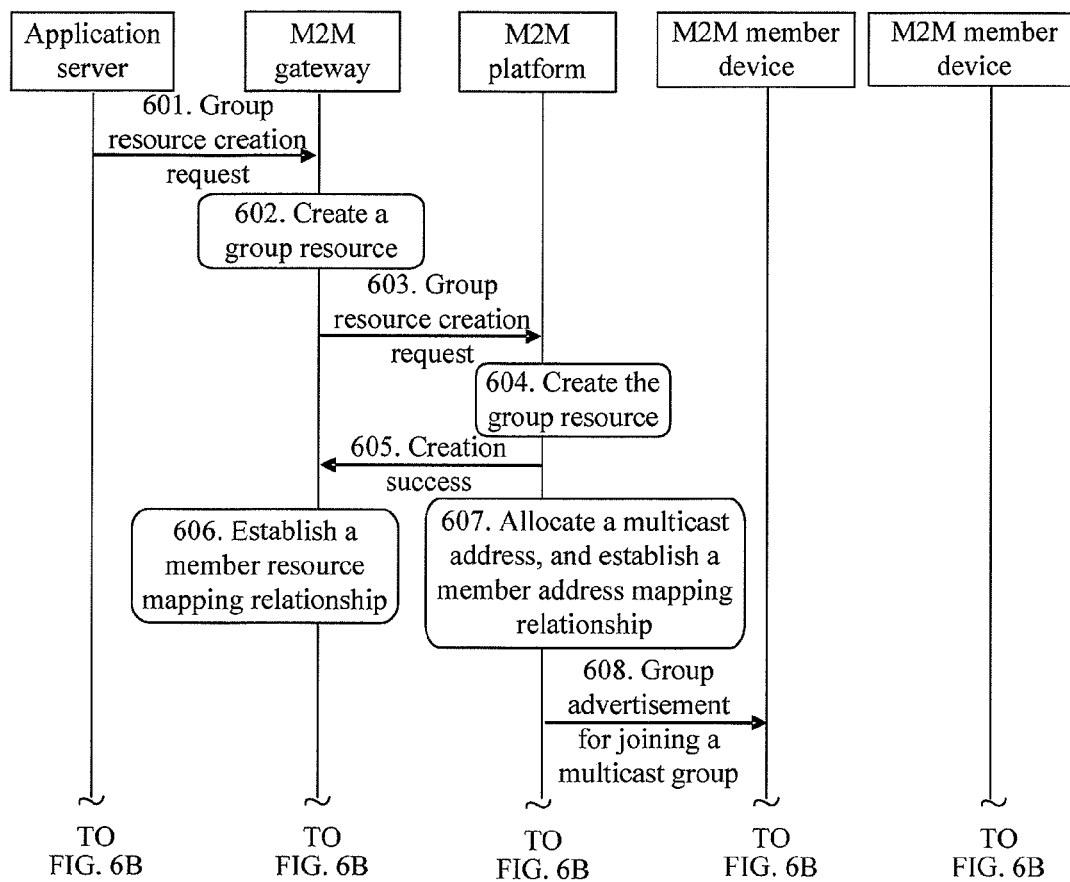 Application
server
M2M
gateway
M2M
platform
M2M member
device
M2M member
device
601. Group
resource creation
request
602. Create a
group resource
603. Group
resource creation
request
604. Create the
group resource
605. Creation
success
606. Establish a
member resource
mapping relationship
607. Allocate a multicast
address, and establish a
member address mapping
relationship
608. Group
advertisement
for joining a
multicast group
TO
FIG. 6B
TO
FIG. 6B
TO
FIG. 6B
TO
FIG. 6B
TO
FIG. 6B